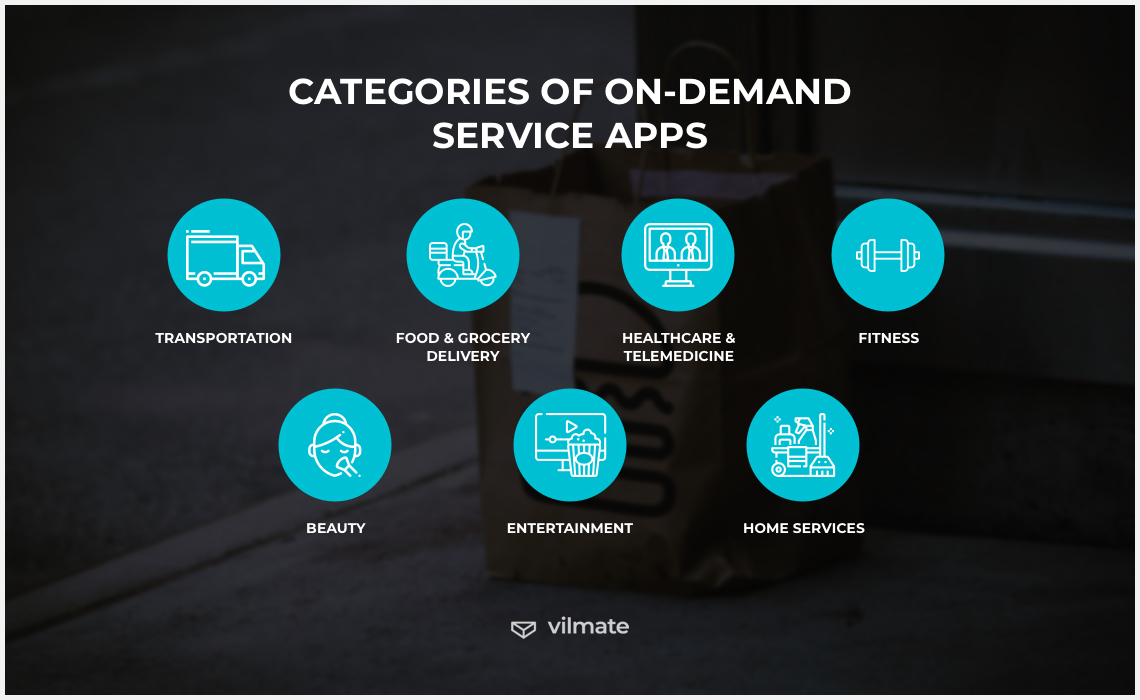 CATEGORIES OF ON-DEMAND
SERVICE APPS
TRANSPORTATION
FOOD & GROCERY
DELIVERY
HEALTHCARE &
TELEMEDICINE
FITNESS
BEAUTY
ENTERTAINMENT
HOME SERVICES
vilmate